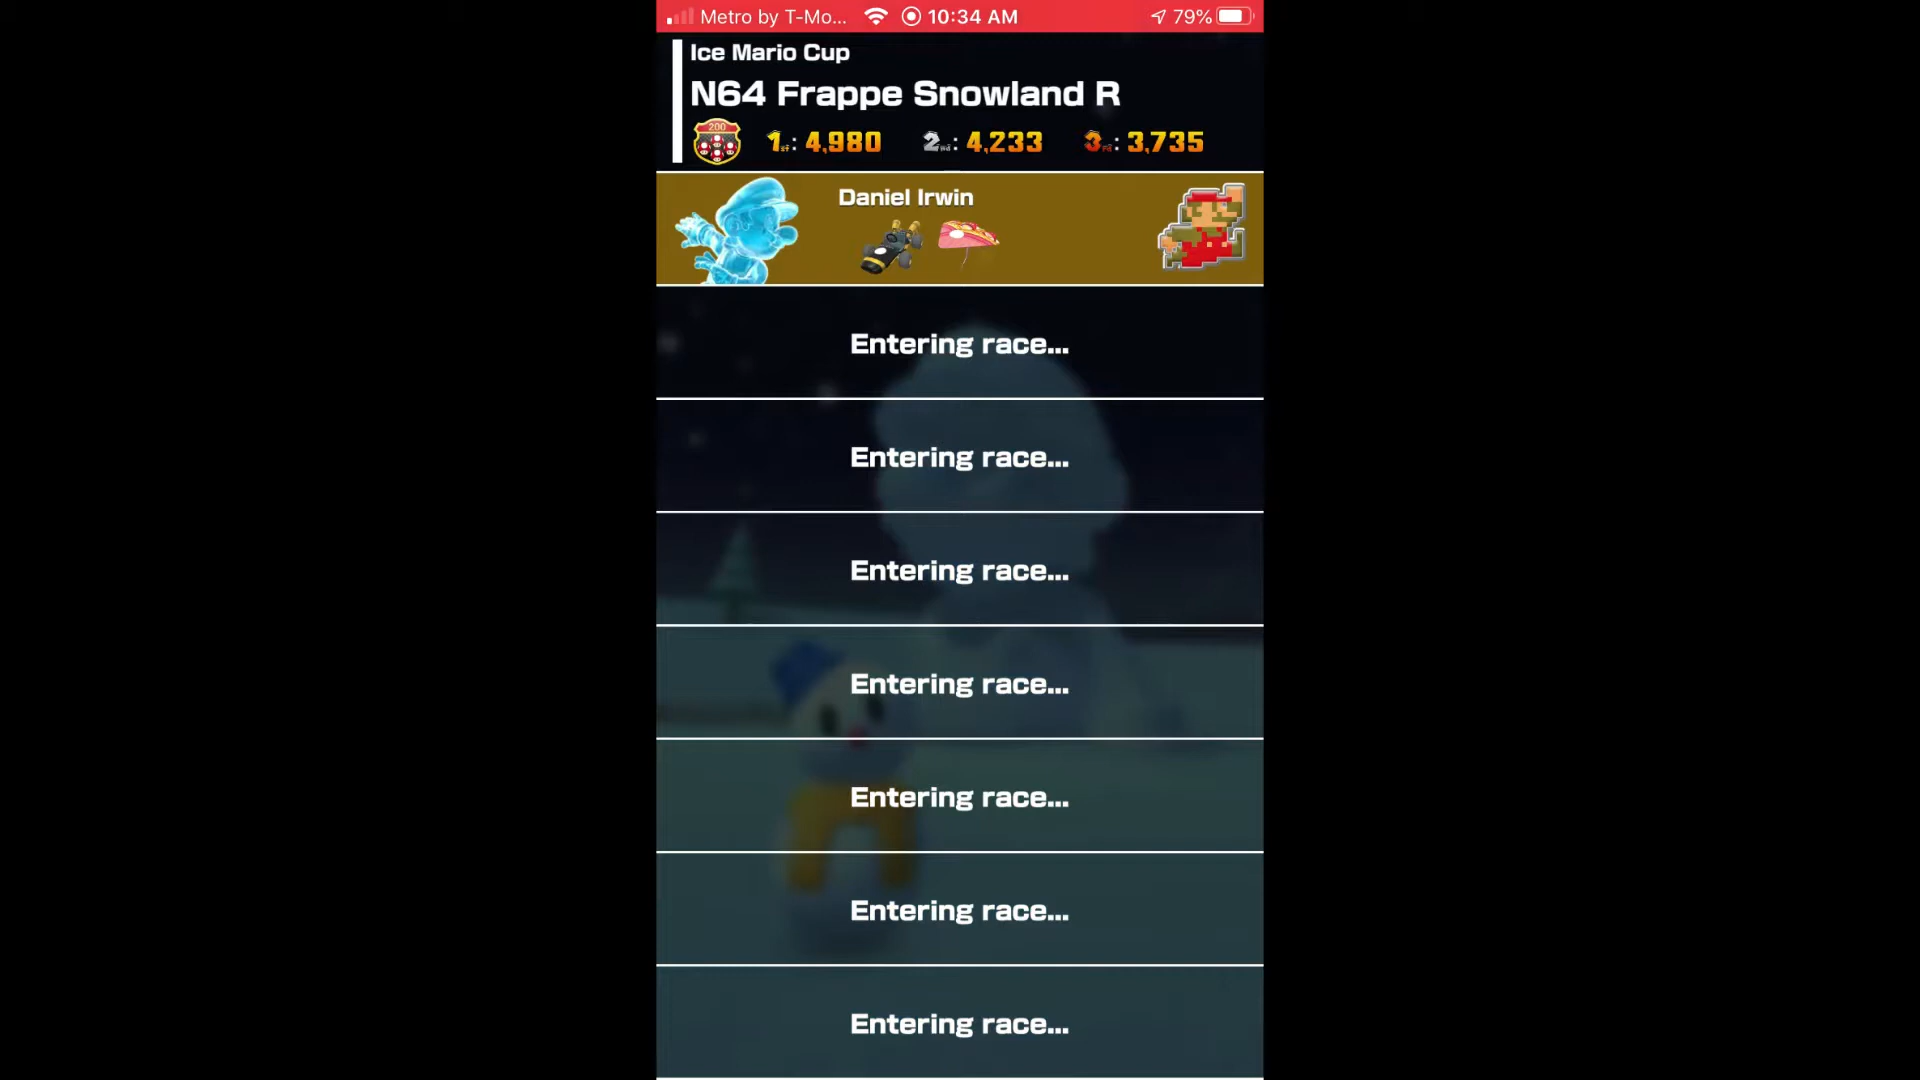 Metro by T-Mo... 10:34 AM 79%
Ice Mario Cup
N64 Frappe Snowland R
200 1st: 4,980 2nd: 4,233 3rd: 3,735
Daniel Irwin
Entering race...
Entering race...
Entering race...
Entering race...
Entering race...
Entering race...
Entering race...